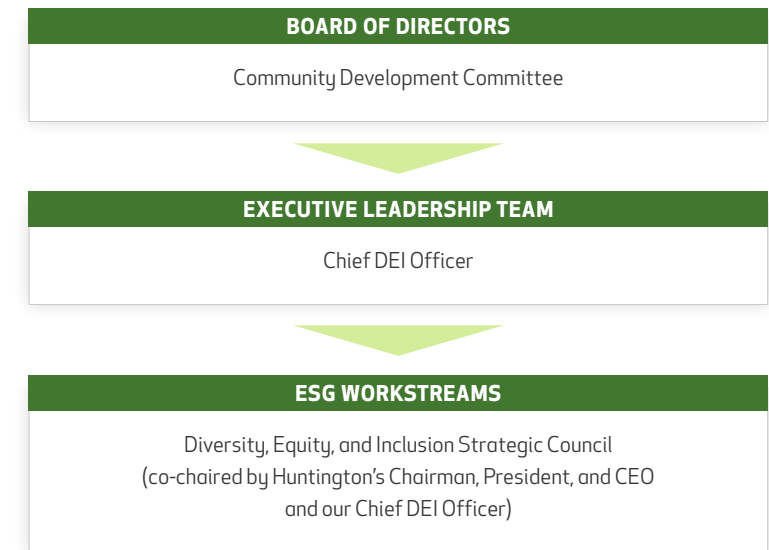 BOARD OF DIRECTORS
Community Development Committee
EXECUTIVE LEADERSHIP TEAM
Chief DEI Officer
ESG WORKSTREAMS
Diversity, Equity, and Inclusion Strategic Council
(co-chaired by Huntington’s Chairman, President, and CEO
and our Chief DEI Officer)